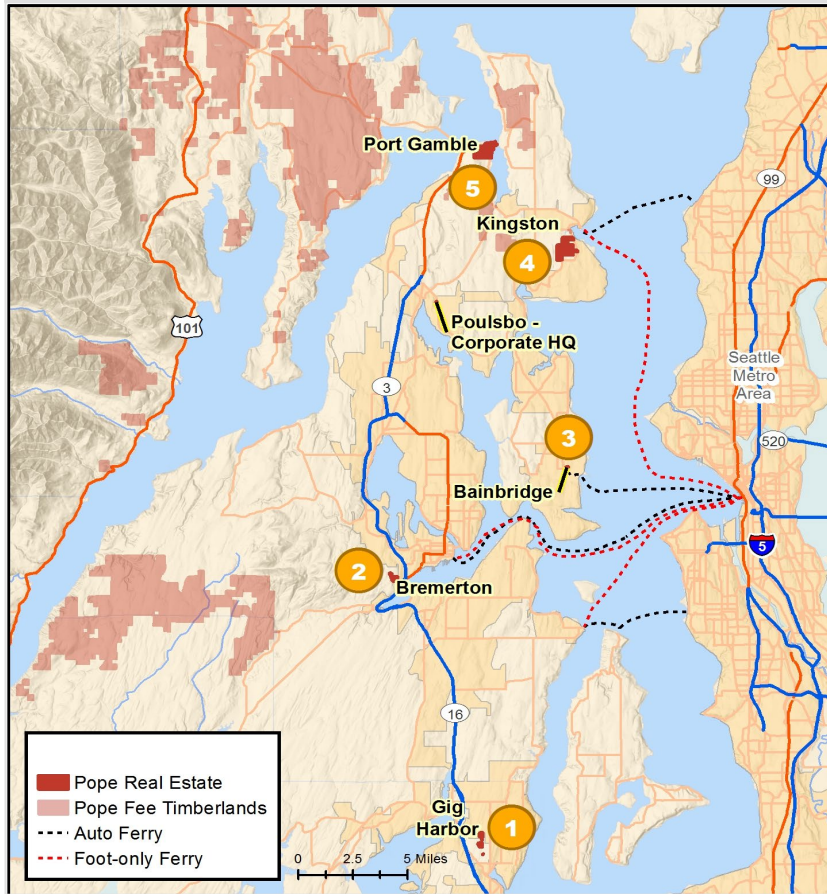 Port Gamble
99
5
Kingston
4
101
Poulsbo -
Corporate HQ
Seattle
Metro
Area
3
3
520
Bainbridge
5
2
Bremerton
16
Pope Real Estate
Pope Fee Timberlands
Auto Ferry
Foot-only Ferry
Gig
Harbor
1
0 2.5 5 Miles